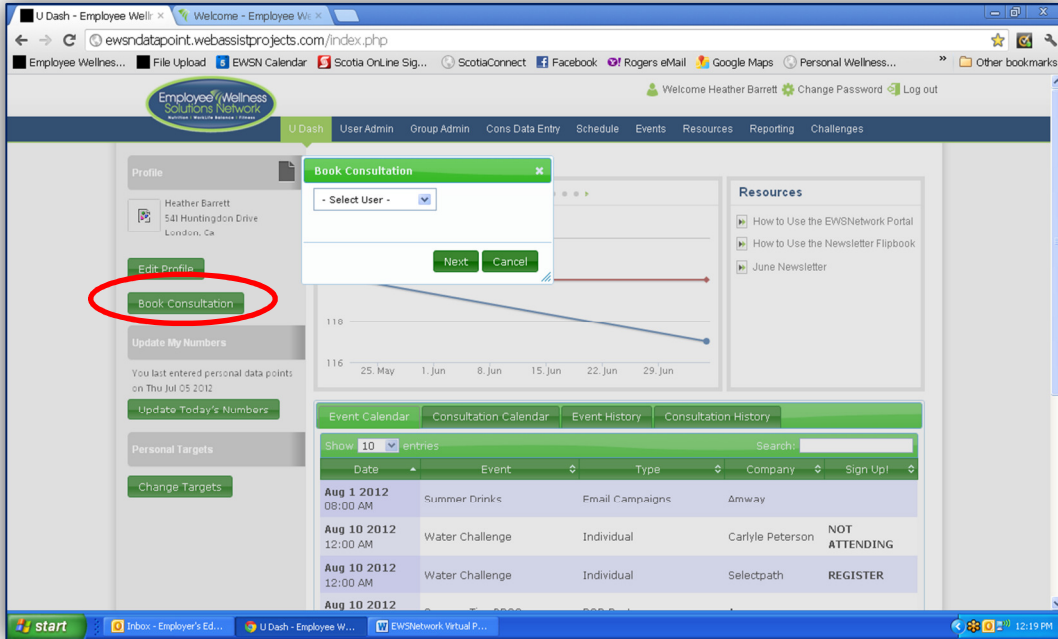 U Dash - Employee Welln
Welcome - Employee We
ewsndatapoint.webassistprojects.com/index.php
Employee Wellnes... File Upload EWSN Calendar Scotia OnLine Sig... ScotiaConnect Facebook Rogers eMail Google Maps Personal Wellness... » Other bookmarks
Employee Wellness
Solutions Network
Nutrition • WorkLife Balance • Fitness
Welcome Heather Barrett Change Password Log out
U Dash User Admin Group Admin Cons Data Entry Schedule Events Resources Reporting Challenges
Profile
Heather Barrett
541 Huntingdon Drive
London, Ca
Edit Profile
Book Consultation
Update My Numbers
You last entered personal data points
on Thu Jul 05 2012
Update Today's Numbers
Personal Targets
Change Targets
Book Consultation
- Select User -
Next Cancel
118
116
25. May 1. Jun 8. Jun 15. Jun 22. Jun 29. Jun
Resources
How to Use the EWSNetwork Portal
How to Use the Newsletter Flipbook
June Newsletter
Event Calendar Consultation Calendar Event History Consultation History
Show 10 entries Search:
Date Event Type Company Sign Up!
Aug 1 2012
08:00 AM Summer Drinks Email Campaigns Amway
Aug 10 2012
12:00 AM Water Challenge Individual Carlyle Peterson NOT ATTENDING
Aug 10 2012
12:00 AM Water Challenge Individual Selectpath REGISTER
Aug 10 2012
start Inbox - Employer's Ed... U Dash - Employee W... EWSNetwork Virtual P... 12:19 PM